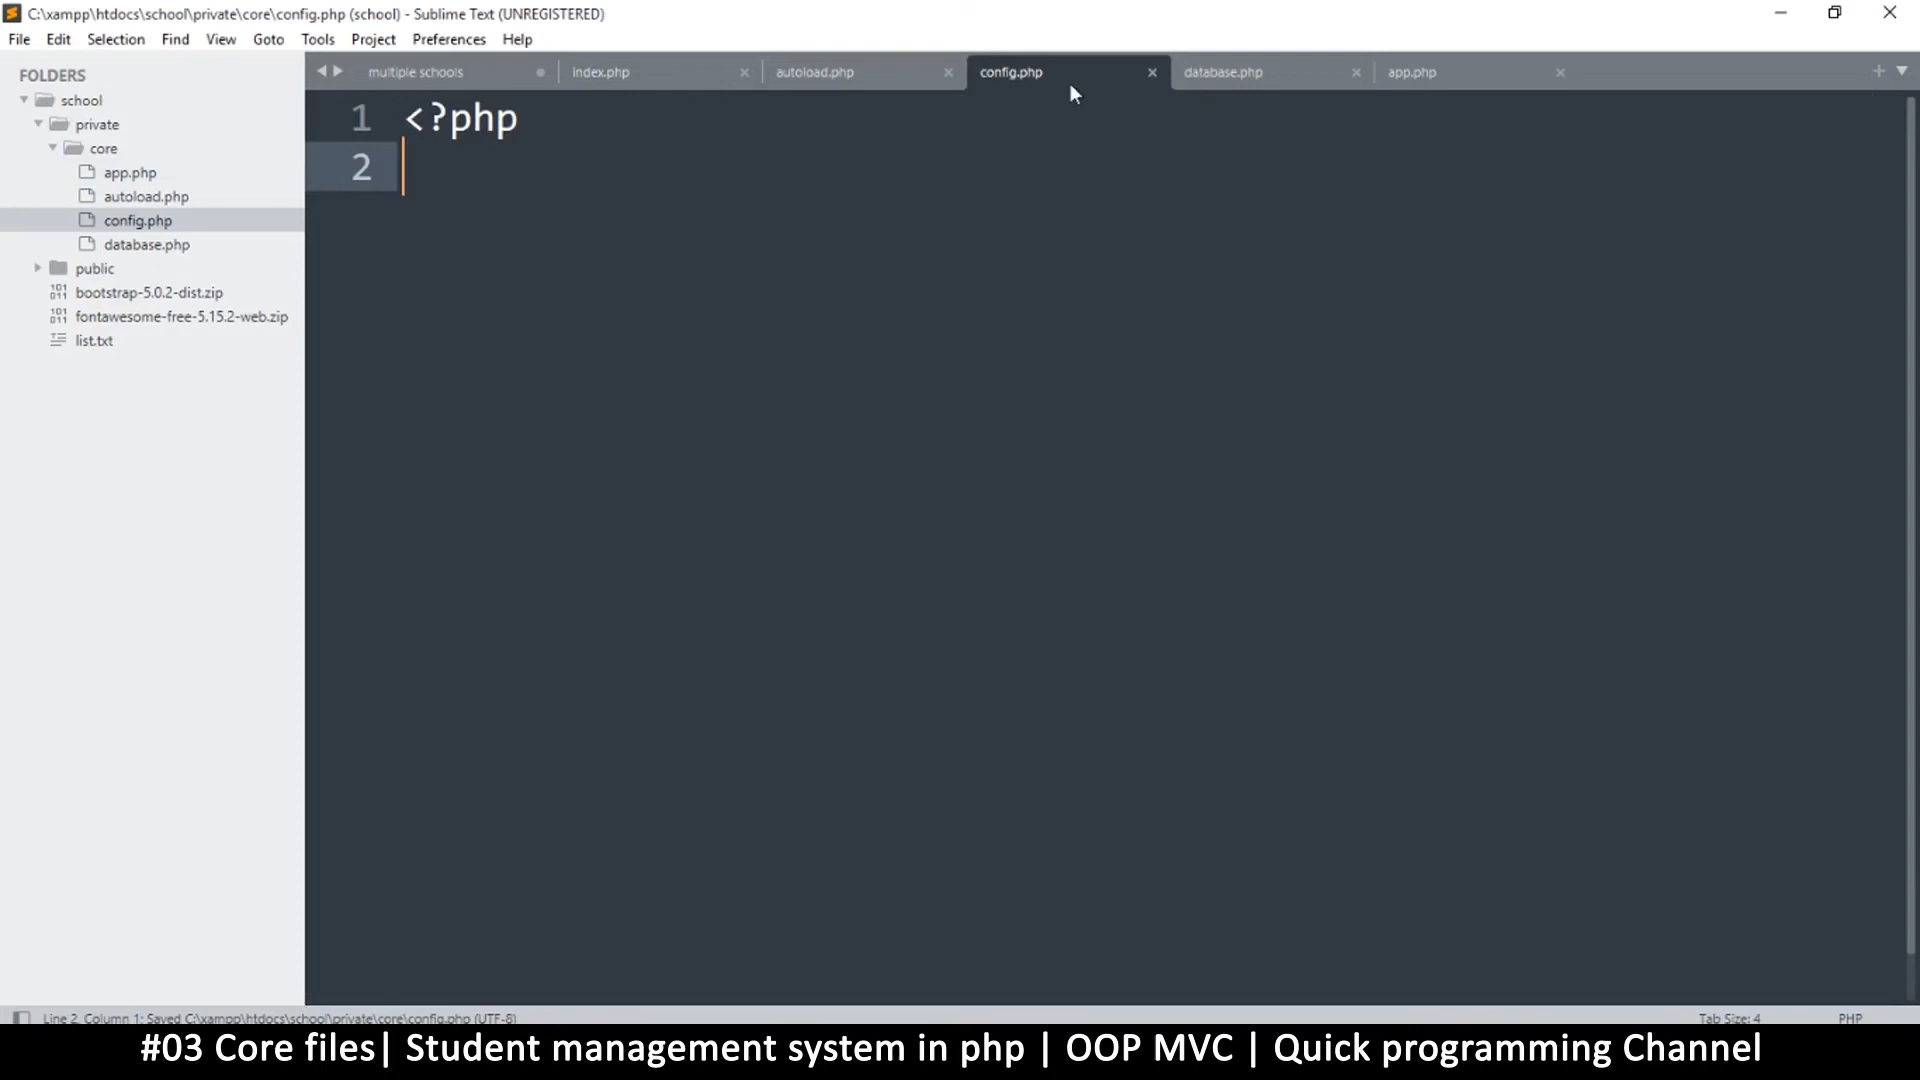 C:\xampp\htdocs\school\private\core\config.php (school) - Sublime Text (UNREGISTERED)
File Edit Selection Find View Goto Tools Project Preferences Help
FOLDERS
school
private
core
app.php
autoload.php
config.php
database.php
public
bootstrap-5.0.2-dist.zip
fontawesome-free-5.15.2-web.zip
list.txt
multiple schools index.php autoload.php config.php database.php app.php
1 <?php
2
Line 2, Column 1; Saved C:\xampp\htdocs\school\private\core\config.php (UTF-8) Tab Size: 4 PHP
#03 Core files| Student management system in php | OOP MVC | Quick programming Channel